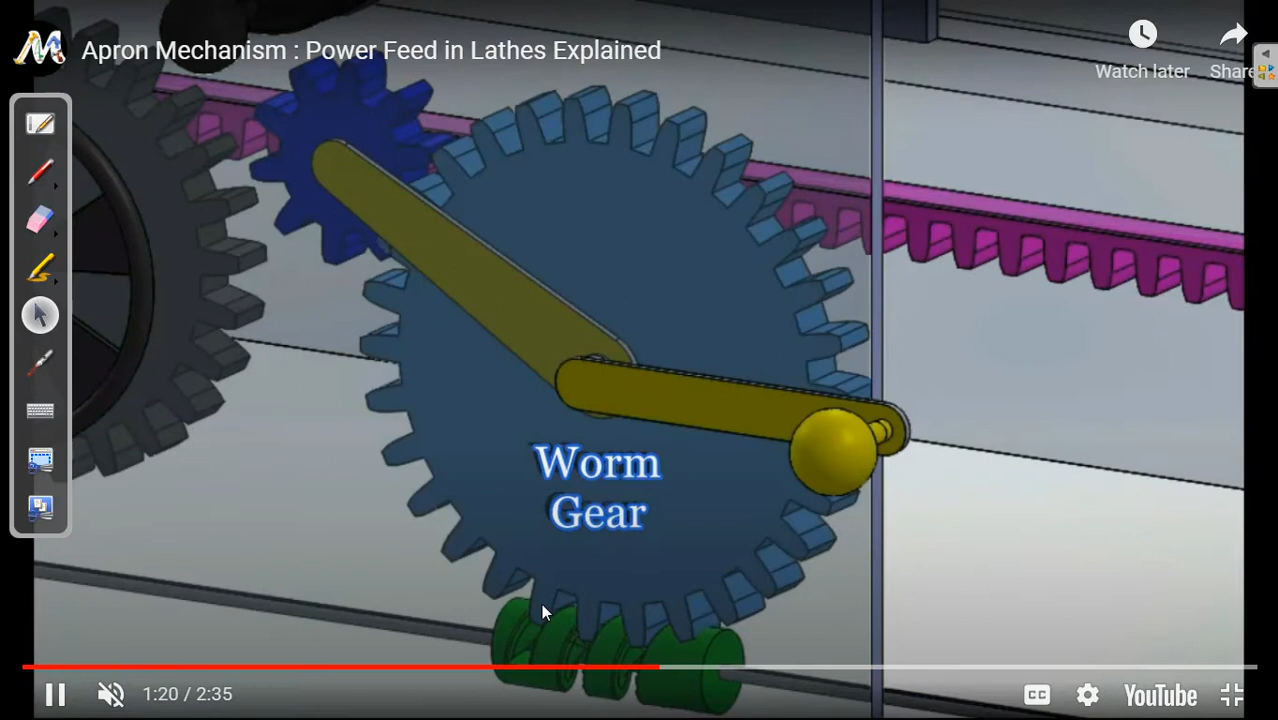 Apron Mechanism : Power Feed in Lathes Explained
Watch later
Share
Worm
Gear
1:20 / 2:35
CC
YouTube